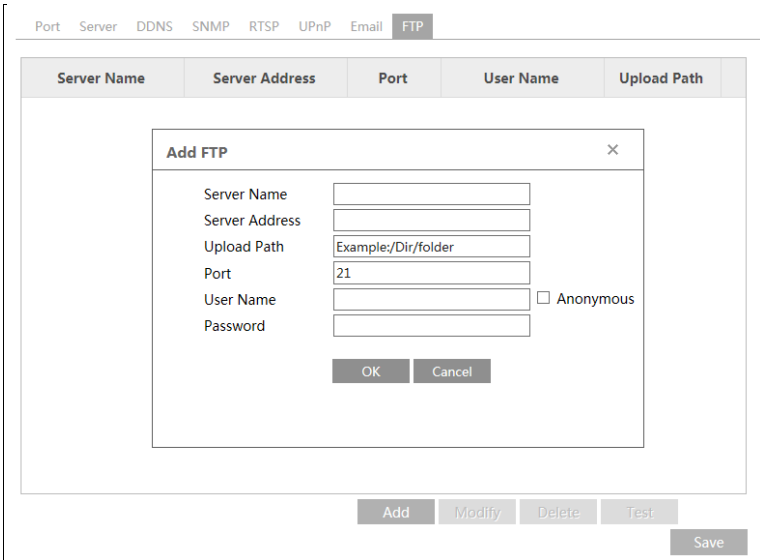 Port Server DDNS SNMP RTSP UPnP Email FTP
Server Name Server Address Port User Name Upload Path
Add FTP ×
Server Name
Server Address
Upload Path Example:/Dir/folder
Port 21
User Name Anonymous
Password
OK Cancel
Add Modify Delete Test
Save